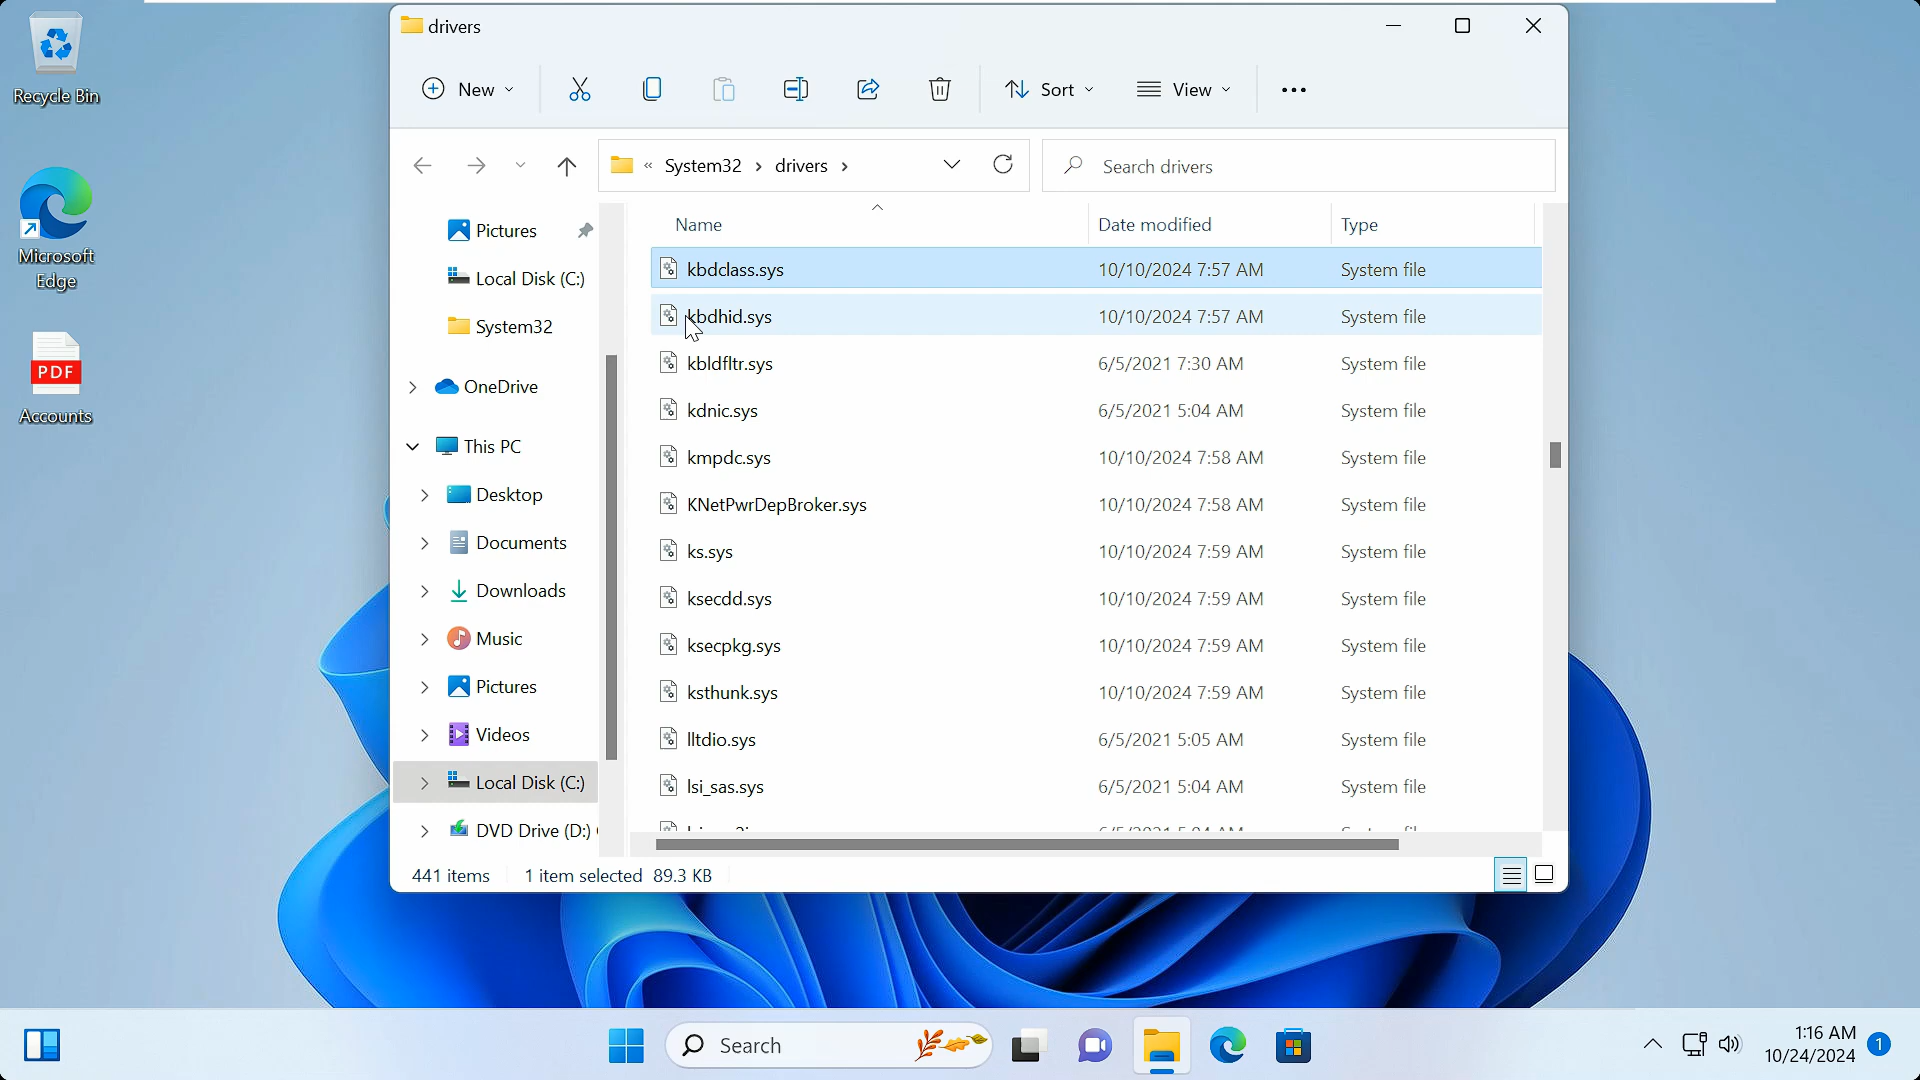 drivers
Recycle Bin
New
Sort
View
System32
drivers
Search drivers
Microsoft
Edge
PDF
Accounts
Pictures
Local Disk (C:)
System32
OneDrive
This PC
Desktop
Documents
Downloads
Music
Pictures
Videos
Local Disk (C:)
DVD Drive (D:)
Name Date modified Type
kbdclass.sys 10/10/2024 7:57 AM System file
kbdhid.sys 10/10/2024 7:57 AM System file
kbldfltr.sys 6/5/2021 7:30 AM System file
kdnic.sys 6/5/2021 5:04 AM System file
kmpdc.sys 10/10/2024 7:58 AM System file
KNetPwrDepBroker.sys 10/10/2024 7:58 AM System file
ks.sys 10/10/2024 7:59 AM System file
ksecdd.sys 10/10/2024 7:59 AM System file
ksecpkg.sys 10/10/2024 7:59 AM System file
ksthunk.sys 10/10/2024 7:59 AM System file
lltdio.sys 6/5/2021 5:05 AM System file
lsi_sas.sys 6/5/2021 5:04 AM System file
441 items 1 item selected 89.3 KB
Search
1:16 AM
10/24/2024
1